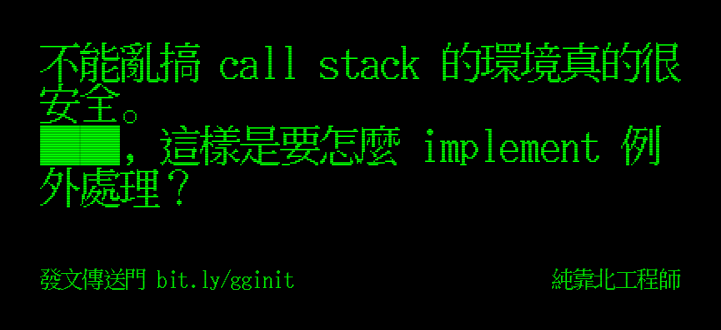 不能亂搞 call stack 的環境真的很
安全。
，這樣是要怎麼 implement 例
外處理？
發文傳送門 bit.ly/gginit
純靠北工程師